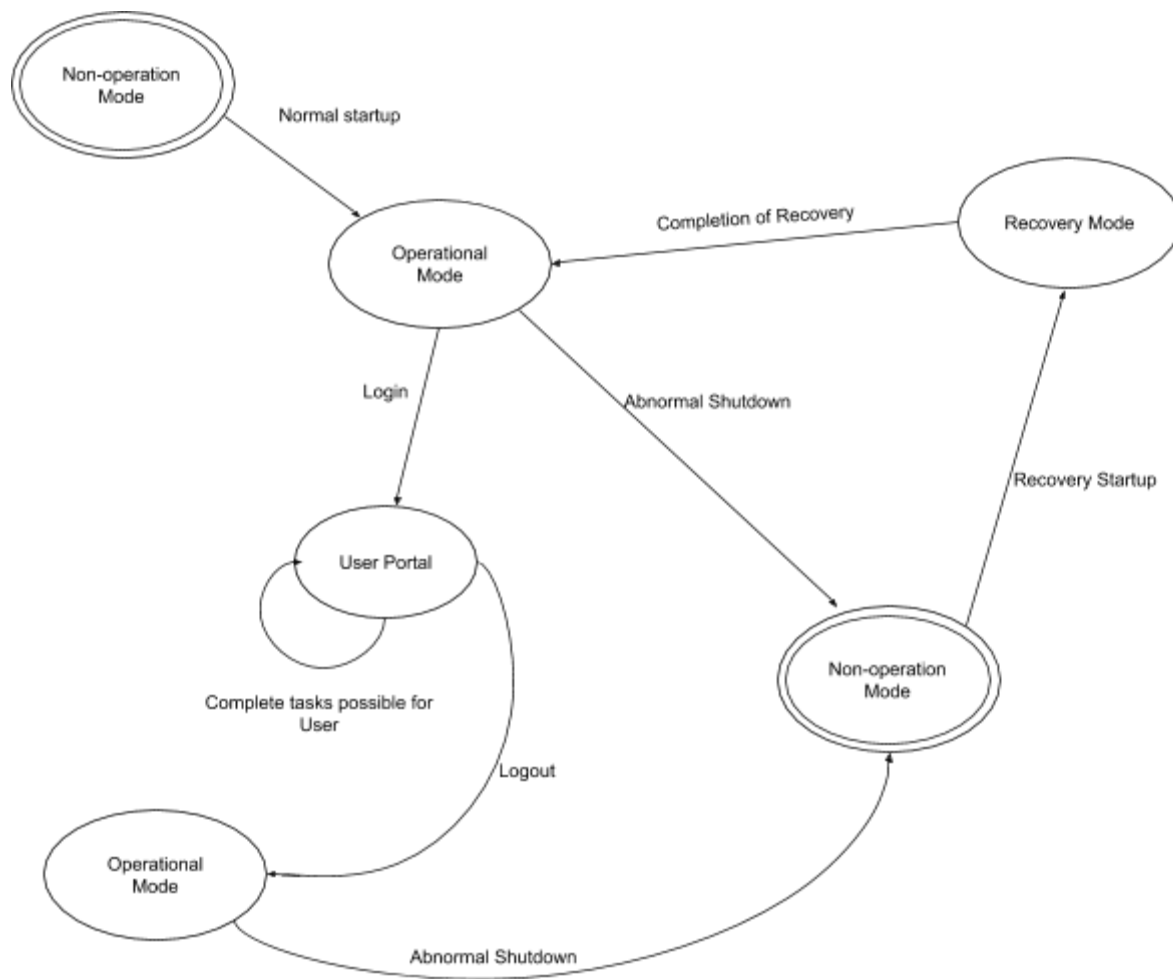 Non-operation
Mode
Normal startup
Completion of Recovery
Recovery Mode
Operational
Mode
Login
Abnormal Shutdown
Recovery Startup
User Portal
Non-operation
Mode
Complete tasks possible for
User
Logout
Operational
Mode
Abnormal Shutdown